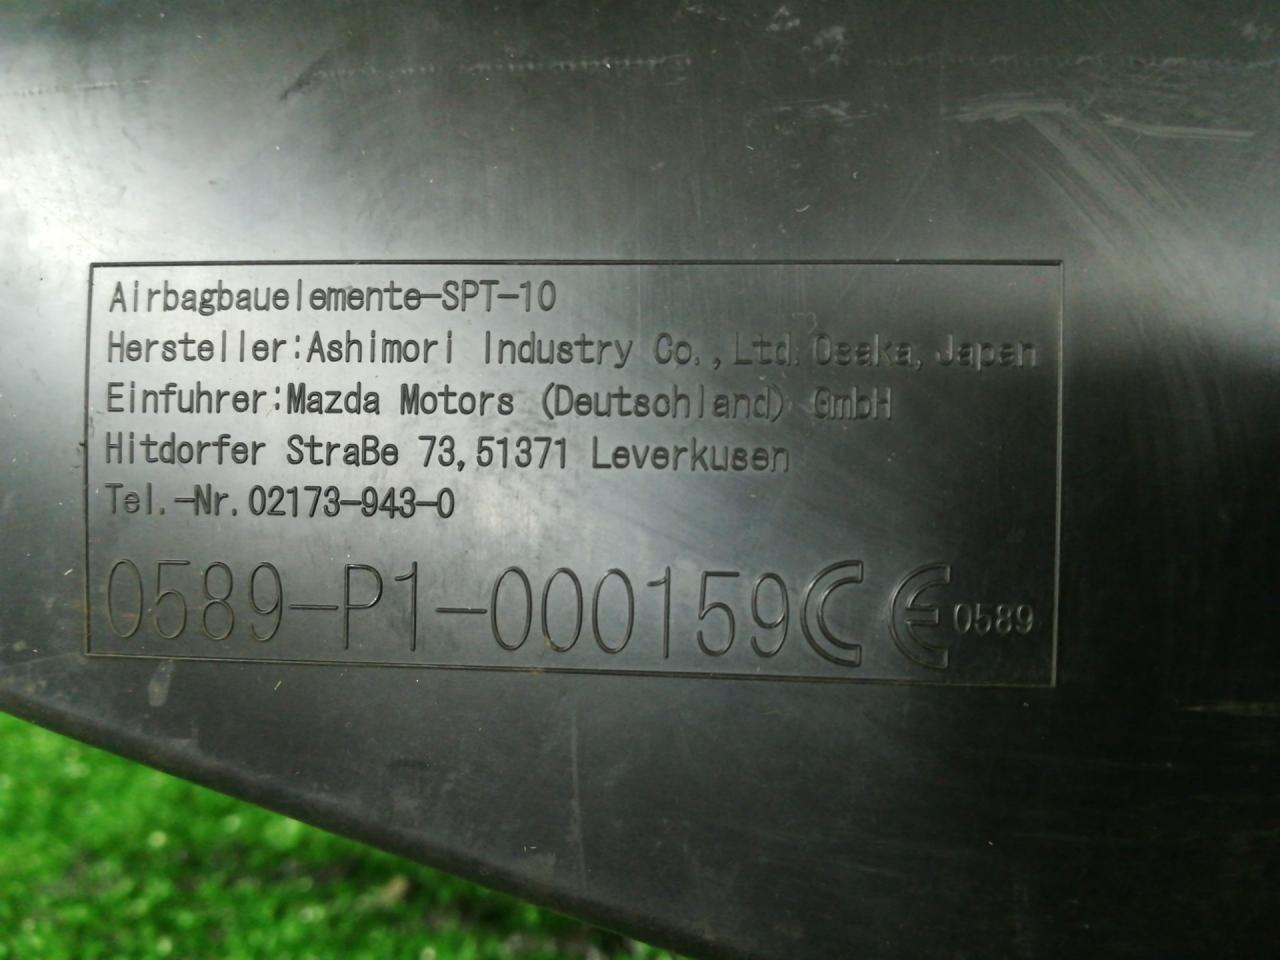 Airbagbauelemente-SPT-10
Hersteller:Ashimori Industry Co.,Ltd. Osaka, Japan
Einfuhrer:Mazda Motors (Deutschland) GmbH
Hitdorfer StraBe 73,51371 Leverkusen
Tel.-Nr.02173-943-0
0589-P1-000159 CE 0589